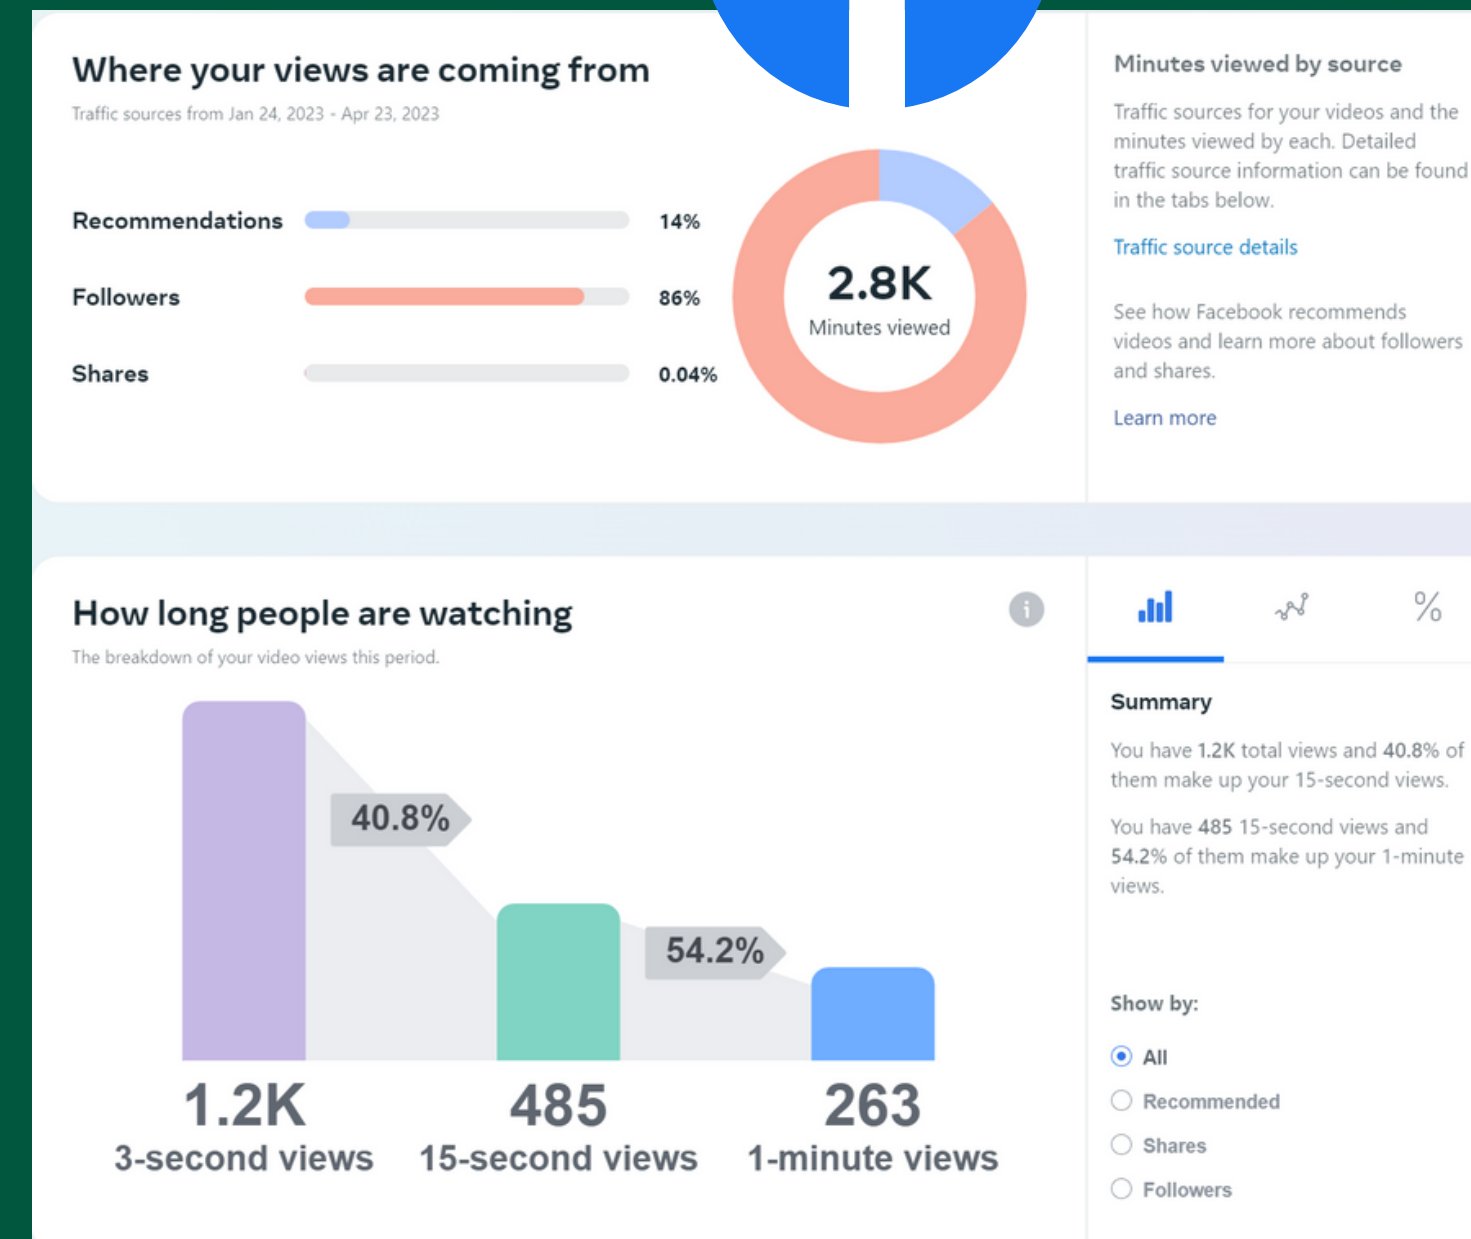 Where your views are coming from
Traffic sources from Jan 24, 2023 - Apr 23, 2023
Recommendations 14%
Followers 86%
Shares 0.04%
2.8K
Minutes viewed
Minutes viewed by source
Traffic sources for your videos and the
minutes viewed by each. Detailed
traffic source information can be found
in the tabs below.
Traffic source details
See how Facebook recommends
videos and learn more about followers
and shares.
Learn more
How long people are watching
The breakdown of your video views this period.
40.8%
54.2%
1.2K
3-second views
485
15-second views
263
1-minute views
%
Summary
You have 1.2K total views and 40.8% of
them make up your 15-second views.
You have 485 15-second views and
54.2% of them make up your 1-minute
views.
Show by:
All
Recommended
Shares
Followers